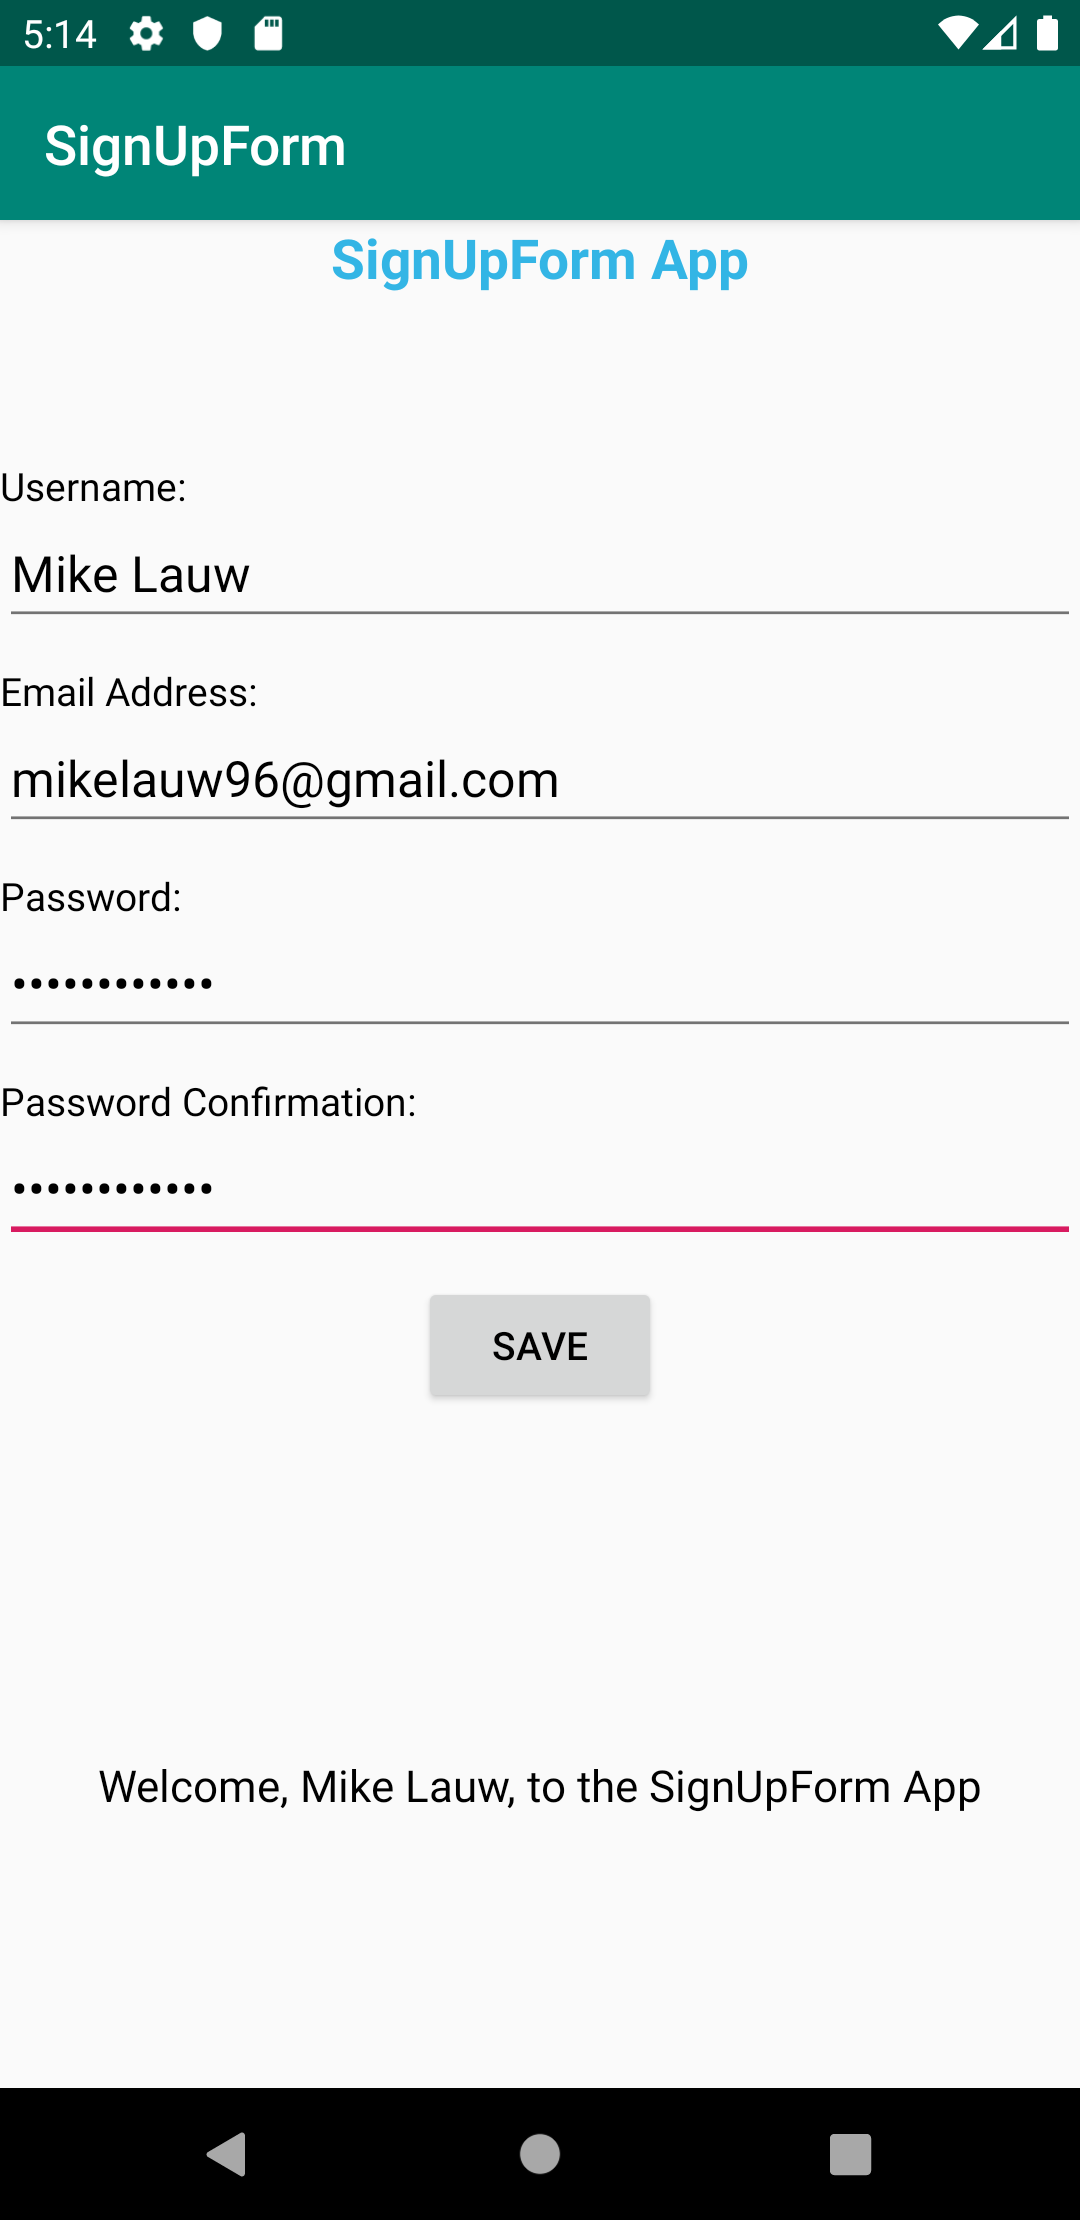 5:14
SignUpForm
SignUpForm App
Username:
Mike Lauw
Email Address:
mikelauw96@gmail.com
Password:
••••••••••••
Password Confirmation:
••••••••••••
SAVE
Welcome, Mike Lauw, to the SignUpForm App